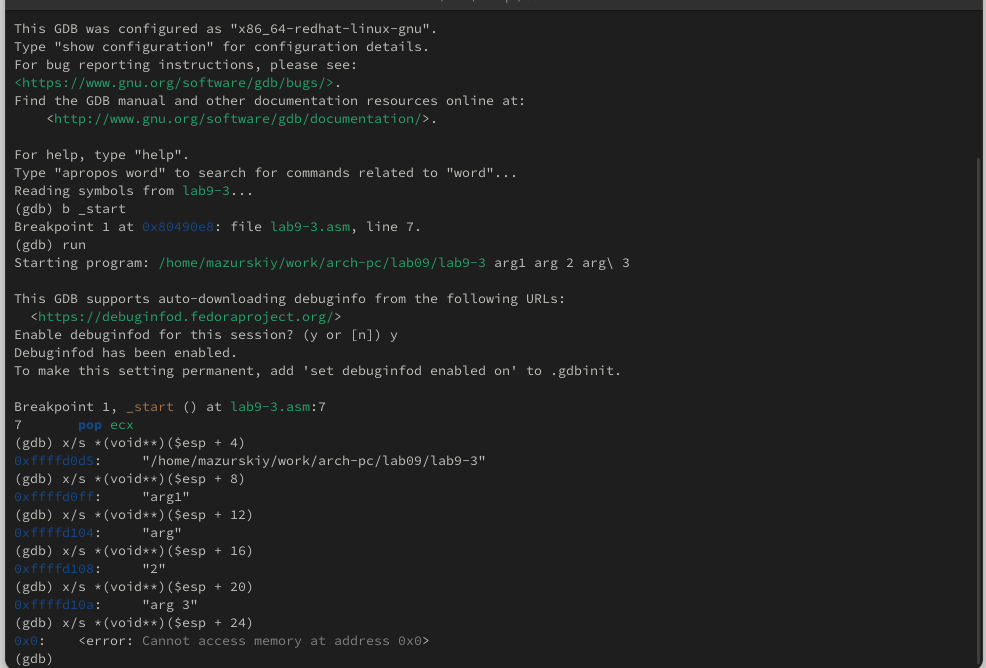 This GDB was configured as "x86_64-redhat-linux-gnu".
Type "show configuration" for configuration details.
For bug reporting instructions, please see:
<https://www.gnu.org/software/gdb/bugs/>.
Find the GDB manual and other documentation resources online at:
    <http://www.gnu.org/software/gdb/documentation/>.

For help, type "help".
Type "apropos word" to search for commands related to "word"...
Reading symbols from lab9-3...
(gdb) b _start
Breakpoint 1 at 0x80490e8: file lab9-3.asm, line 7.
(gdb) run
Starting program: /home/mazurskiy/work/arch-pc/lab09/lab9-3 arg1 arg 2 arg\ 3

This GDB supports auto-downloading debuginfo from the following URLs:
  <https://debuginfod.fedoraproject.org/>
Enable debuginfod for this session? (y or [n]) y
Debuginfod has been enabled.
To make this setting permanent, add 'set debuginfod enabled on' to .gdbinit.

Breakpoint 1, _start () at lab9-3.asm:7
7       pop ecx
(gdb) x/s *(void**)($esp + 4)
0xffffd0d5:     "/home/mazurskiy/work/arch-pc/lab09/lab9-3"
(gdb) x/s *(void**)($esp + 8)
0xffffd0ff:     "arg1"
(gdb) x/s *(void**)($esp + 12)
0xffffd104:     "arg"
(gdb) x/s *(void**)($esp + 16)
0xffffd108:     "2"
(gdb) x/s *(void**)($esp + 20)
0xffffd10a:     "arg 3"
(gdb) x/s *(void**)($esp + 24)
0x0:    <error: Cannot access memory at address 0x0>
(gdb)